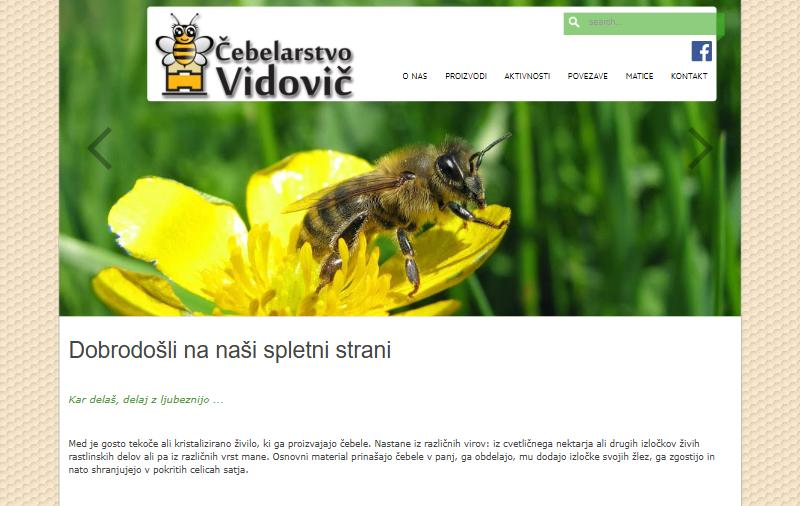 search...
Čebelarstvo
Vidovič
O NAS PROIZVODI AKTIVNOSTI POVEZAVE MATICE KONTAKT
Dobrodošli na naši spletni strani
Kar delaš, delaj z ljubeznijo ...
Med je gosto tekoče ali kristalizirano živilo, ki ga proizvajajo čebele. Nastane iz različnih virov: iz cvetličnega nektarja ali drugih izločkov živih
rastlinskih delov ali pa iz različnih vrst mane. Osnovni material prinašajo čebele v panj, ga obdelajo, mu dodajo izločke svojih žlez, ga zgostijo in
nato shranjujejo v pokritih celicah satja.